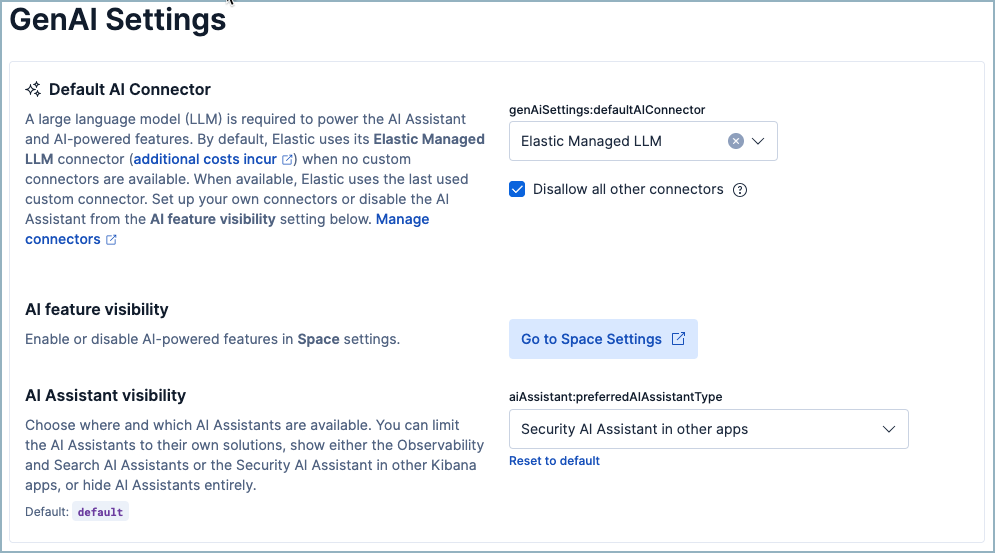 GenAI Settings
Default AI Connector
A large language model (LLM) is required to power the AI Assistant
and AI-powered features. By default, Elastic uses its Elastic Managed
LLM connector (additional costs incur ) when no custom
connectors are available. When available, Elastic uses the last used
custom connector. Set up your own connectors or disable the AI
Assistant from the AI feature visibility setting below. Manage
connectors
genAiSettings:defaultAIConnector
Elastic Managed LLM
Disallow all other connectors
AI feature visibility
Enable or disable AI-powered features in Space settings.
Go to Space Settings
AI Assistant visibility
Choose where and which AI Assistants are available. You can limit
the AI Assistants to their own solutions, show either the Observability
and Search AI Assistants or the Security AI Assistant in other Kibana
apps, or hide AI Assistants entirely.
Default: default
aiAssistant:preferredAIAssistantType
Security AI Assistant in other apps
Reset to default